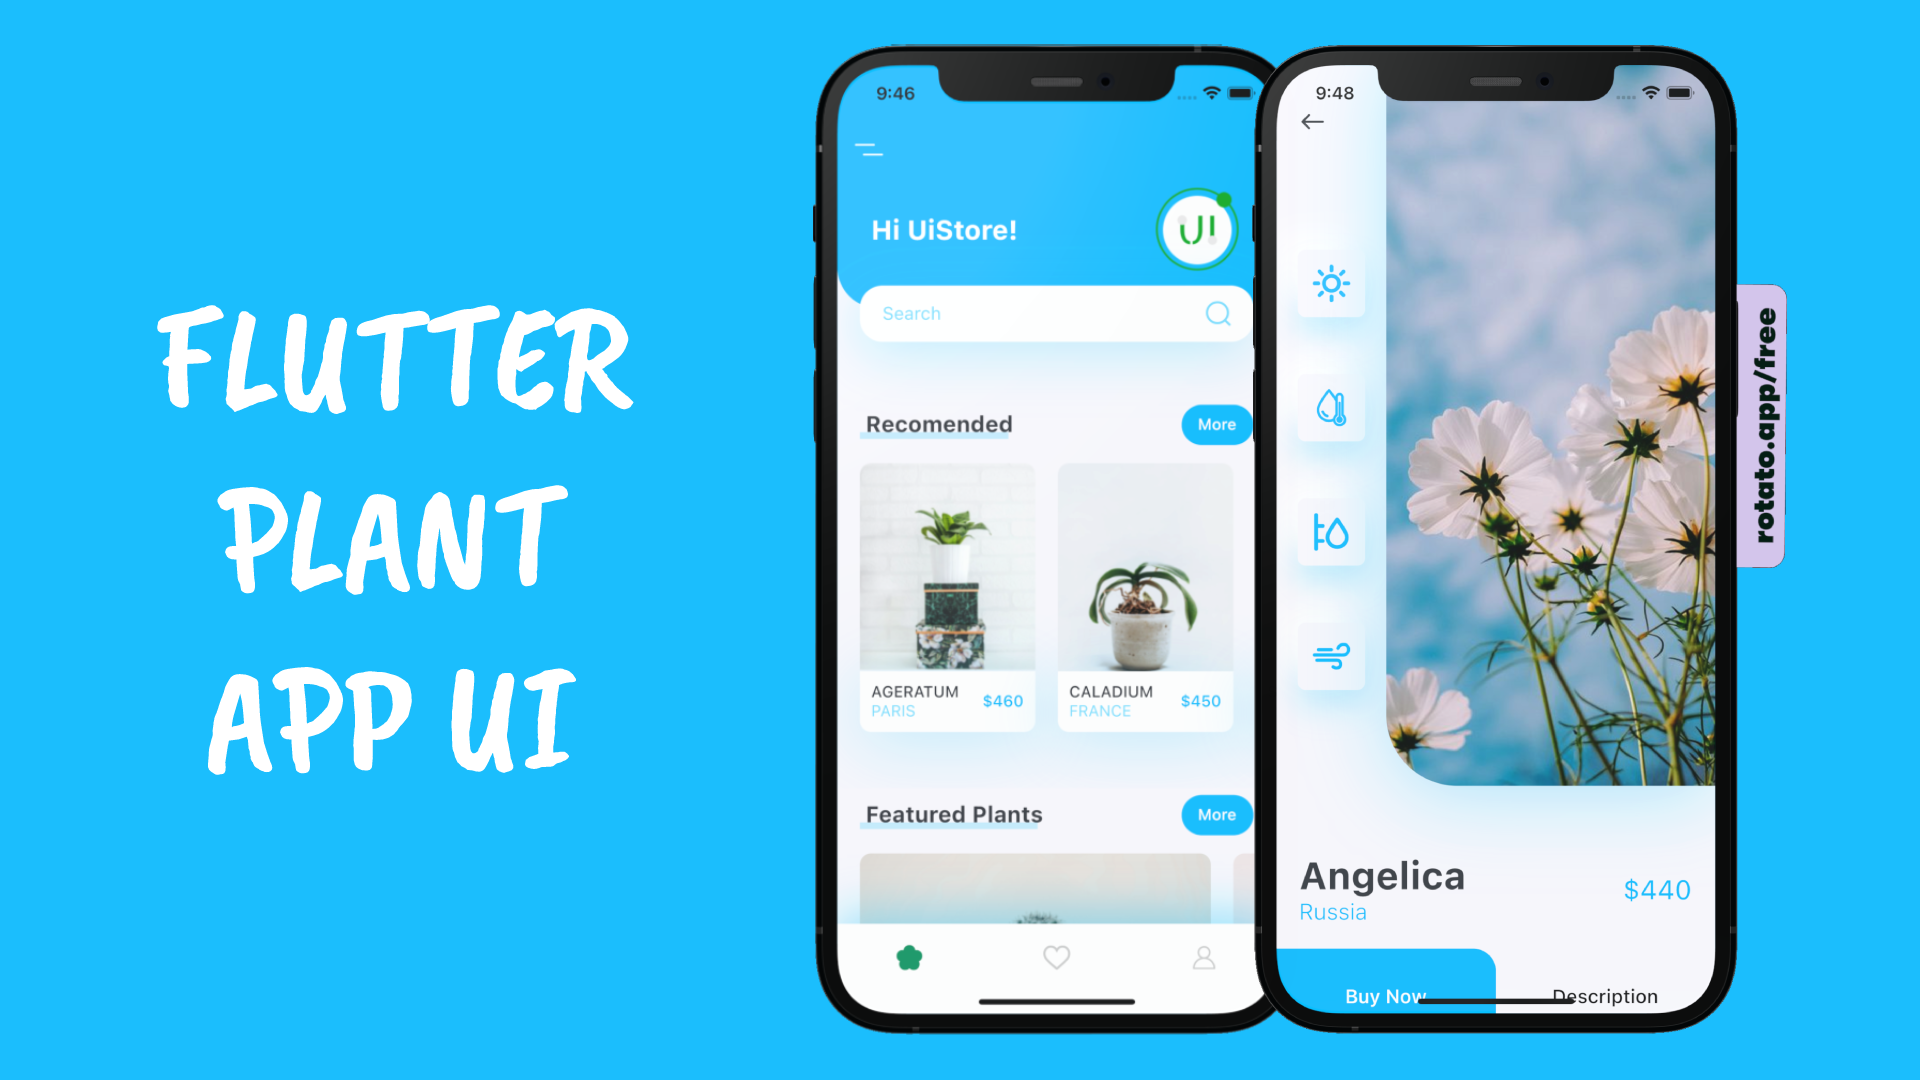 FLUTTER
PLANT
APP UI
9:46
Hi UiStore!
UI
Search
Recomended
More
AGERATUM
PARIS
$460
CALADIUM
FRANCE
$450
Featured Plants
More
9:48
Angelica
Russia
$440
Buy Now
Description
rotato.app/free